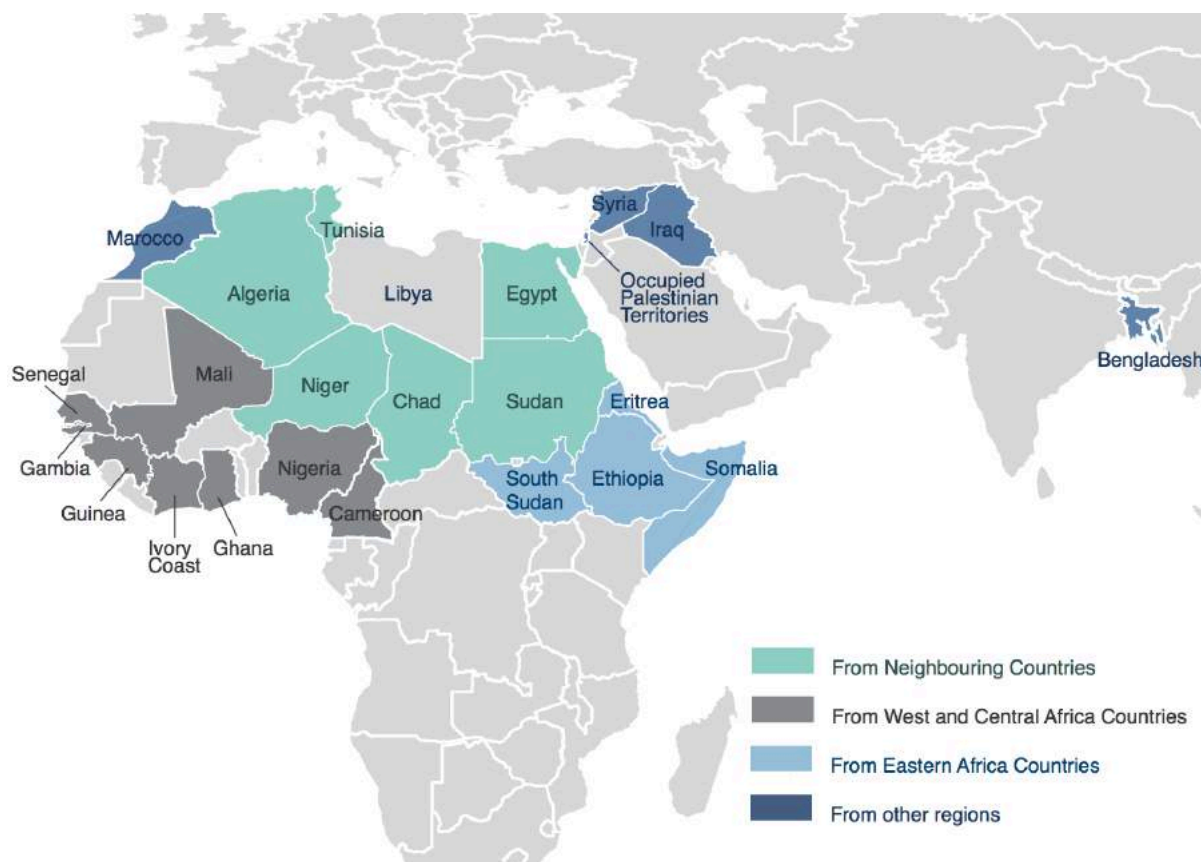 Marocco
Tunisia
Syria
Iraq
Algeria
Libya
Egypt
Occupied
Palestinian
Territories
Bengladesh
Senegal
Mali
Niger
Chad
Sudan
Eritrea
Gambia
Nigeria
South
Sudan
Ethiopia
Somalia
Guinea
Ivory
Coast
Ghana
Cameroon
From Neighbouring Countries
From West and Central Africa Countries
From Eastern Africa Countries
From other regions